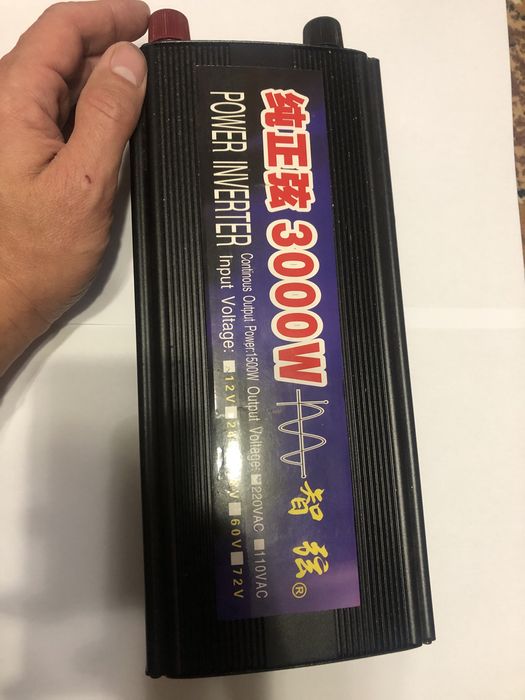 纯正弦 3000W 智弦®
POWER INVERTER
Continous Output Power:1500W Output Voltage: 220VAC 110VAC
Input Voltage: 12V 60V 72V